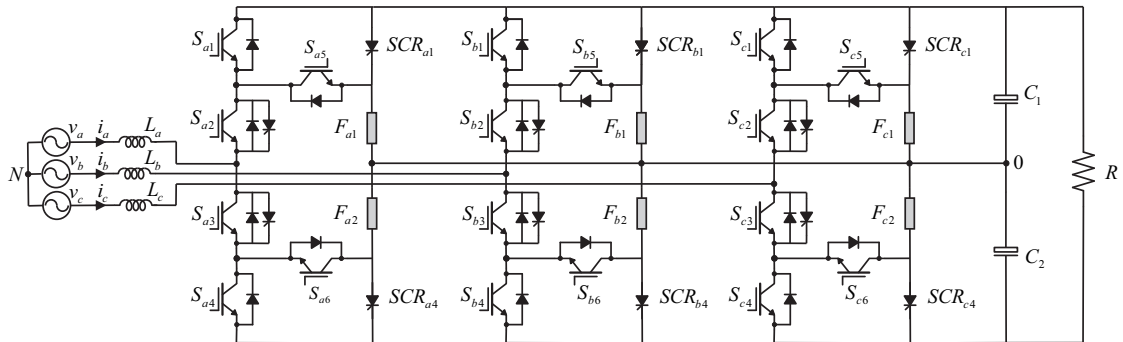 S_{a1} SCR_{a1} S_{b1} SCR_{b1} S_{c1} SCR_{c1}
S_{a5} S_{b5} S_{c5}
C_1
S_{a2} F_{a1} S_{b2} F_{b1} S_{c2} F_{c1}
v_a i_a L_a
N v_b i_b L_b 0 R
v_c i_c L_c
S_{a3} F_{a2} S_{b3} F_{b2} S_{c3} F_{c2}
C_2
S_{a6} S_{b6} S_{c6}
S_{a4} SCR_{a4} S_{b4} SCR_{b4} S_{c4} SCR_{c4}